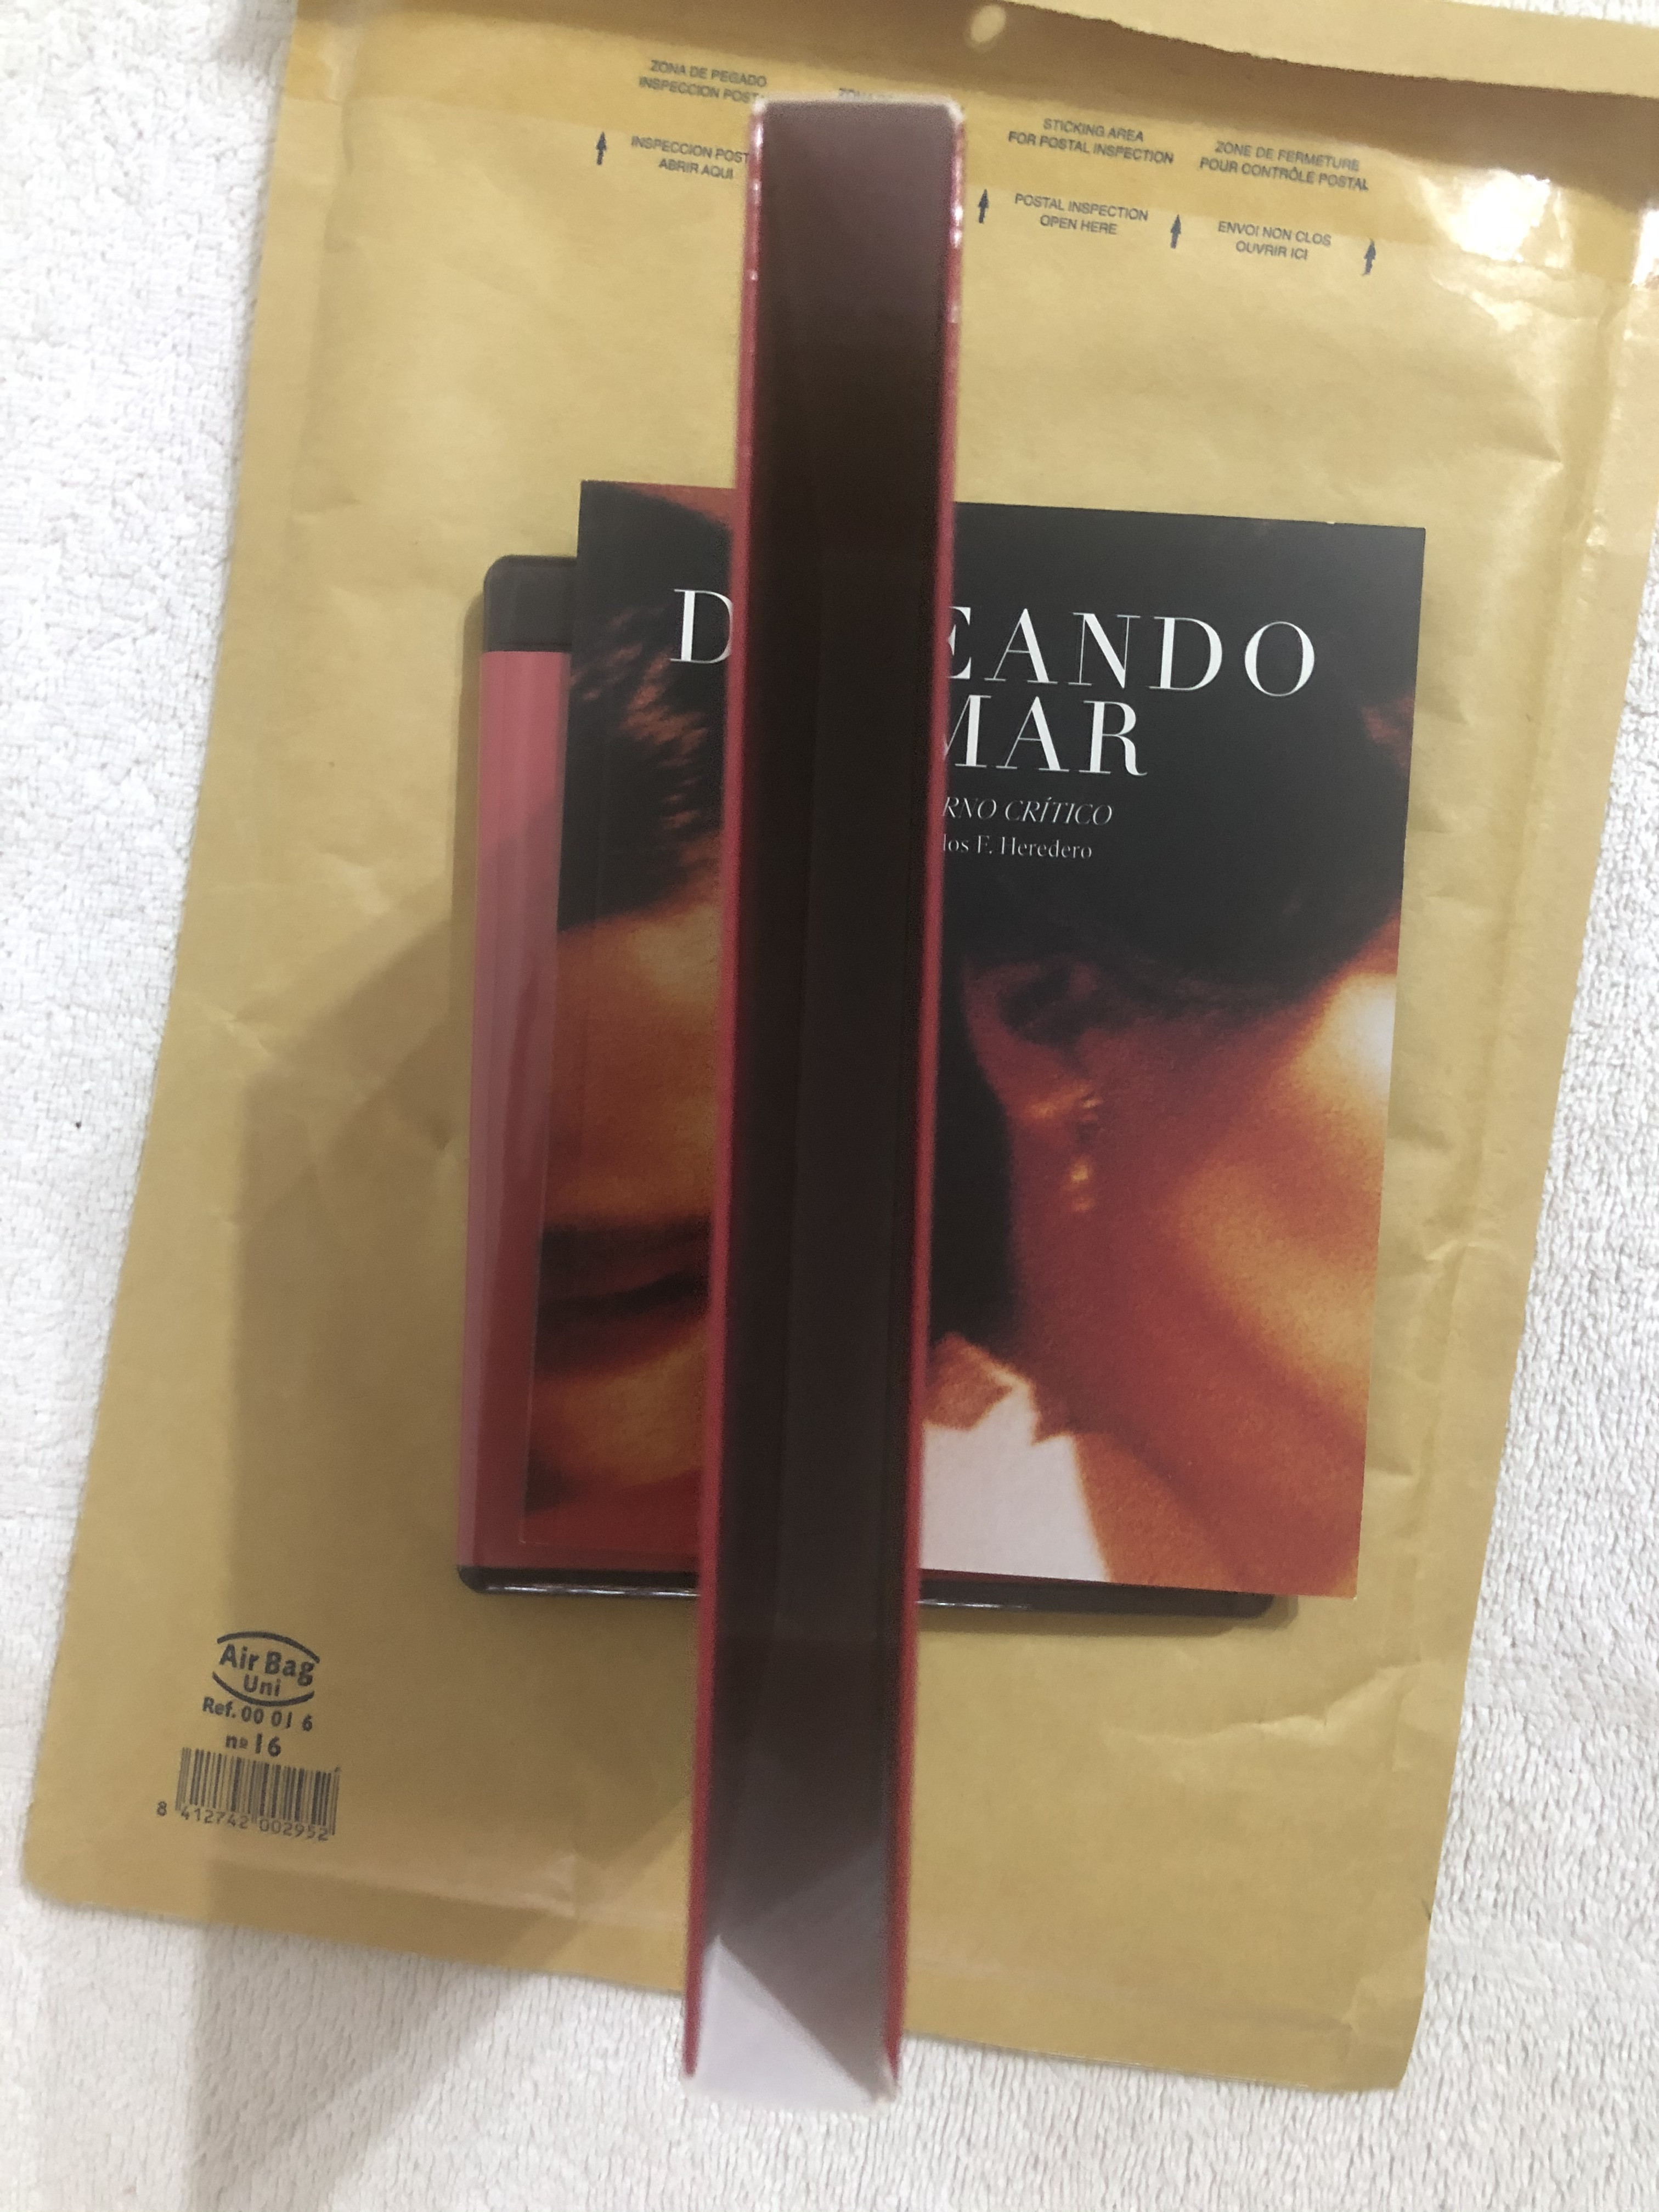 ZONA DE PEGADO
INSPECCION POST
INSPECCION POST
ABRIR AQUI
STICKING AREA
FOR POSTAL INSPECTION
POSTAL INSPECTION
OPEN HERE
ZONE DE FERMETURE
POUR CONTRÔLE POSTAL
ENVOI NON CLOS
OUVRIR ICI
D EANDO
MAR
RNO CRÍTICO
los F. Heredero
Air Bag
Uni
Ref. 00 01 6
nº 16
8 412742 002952